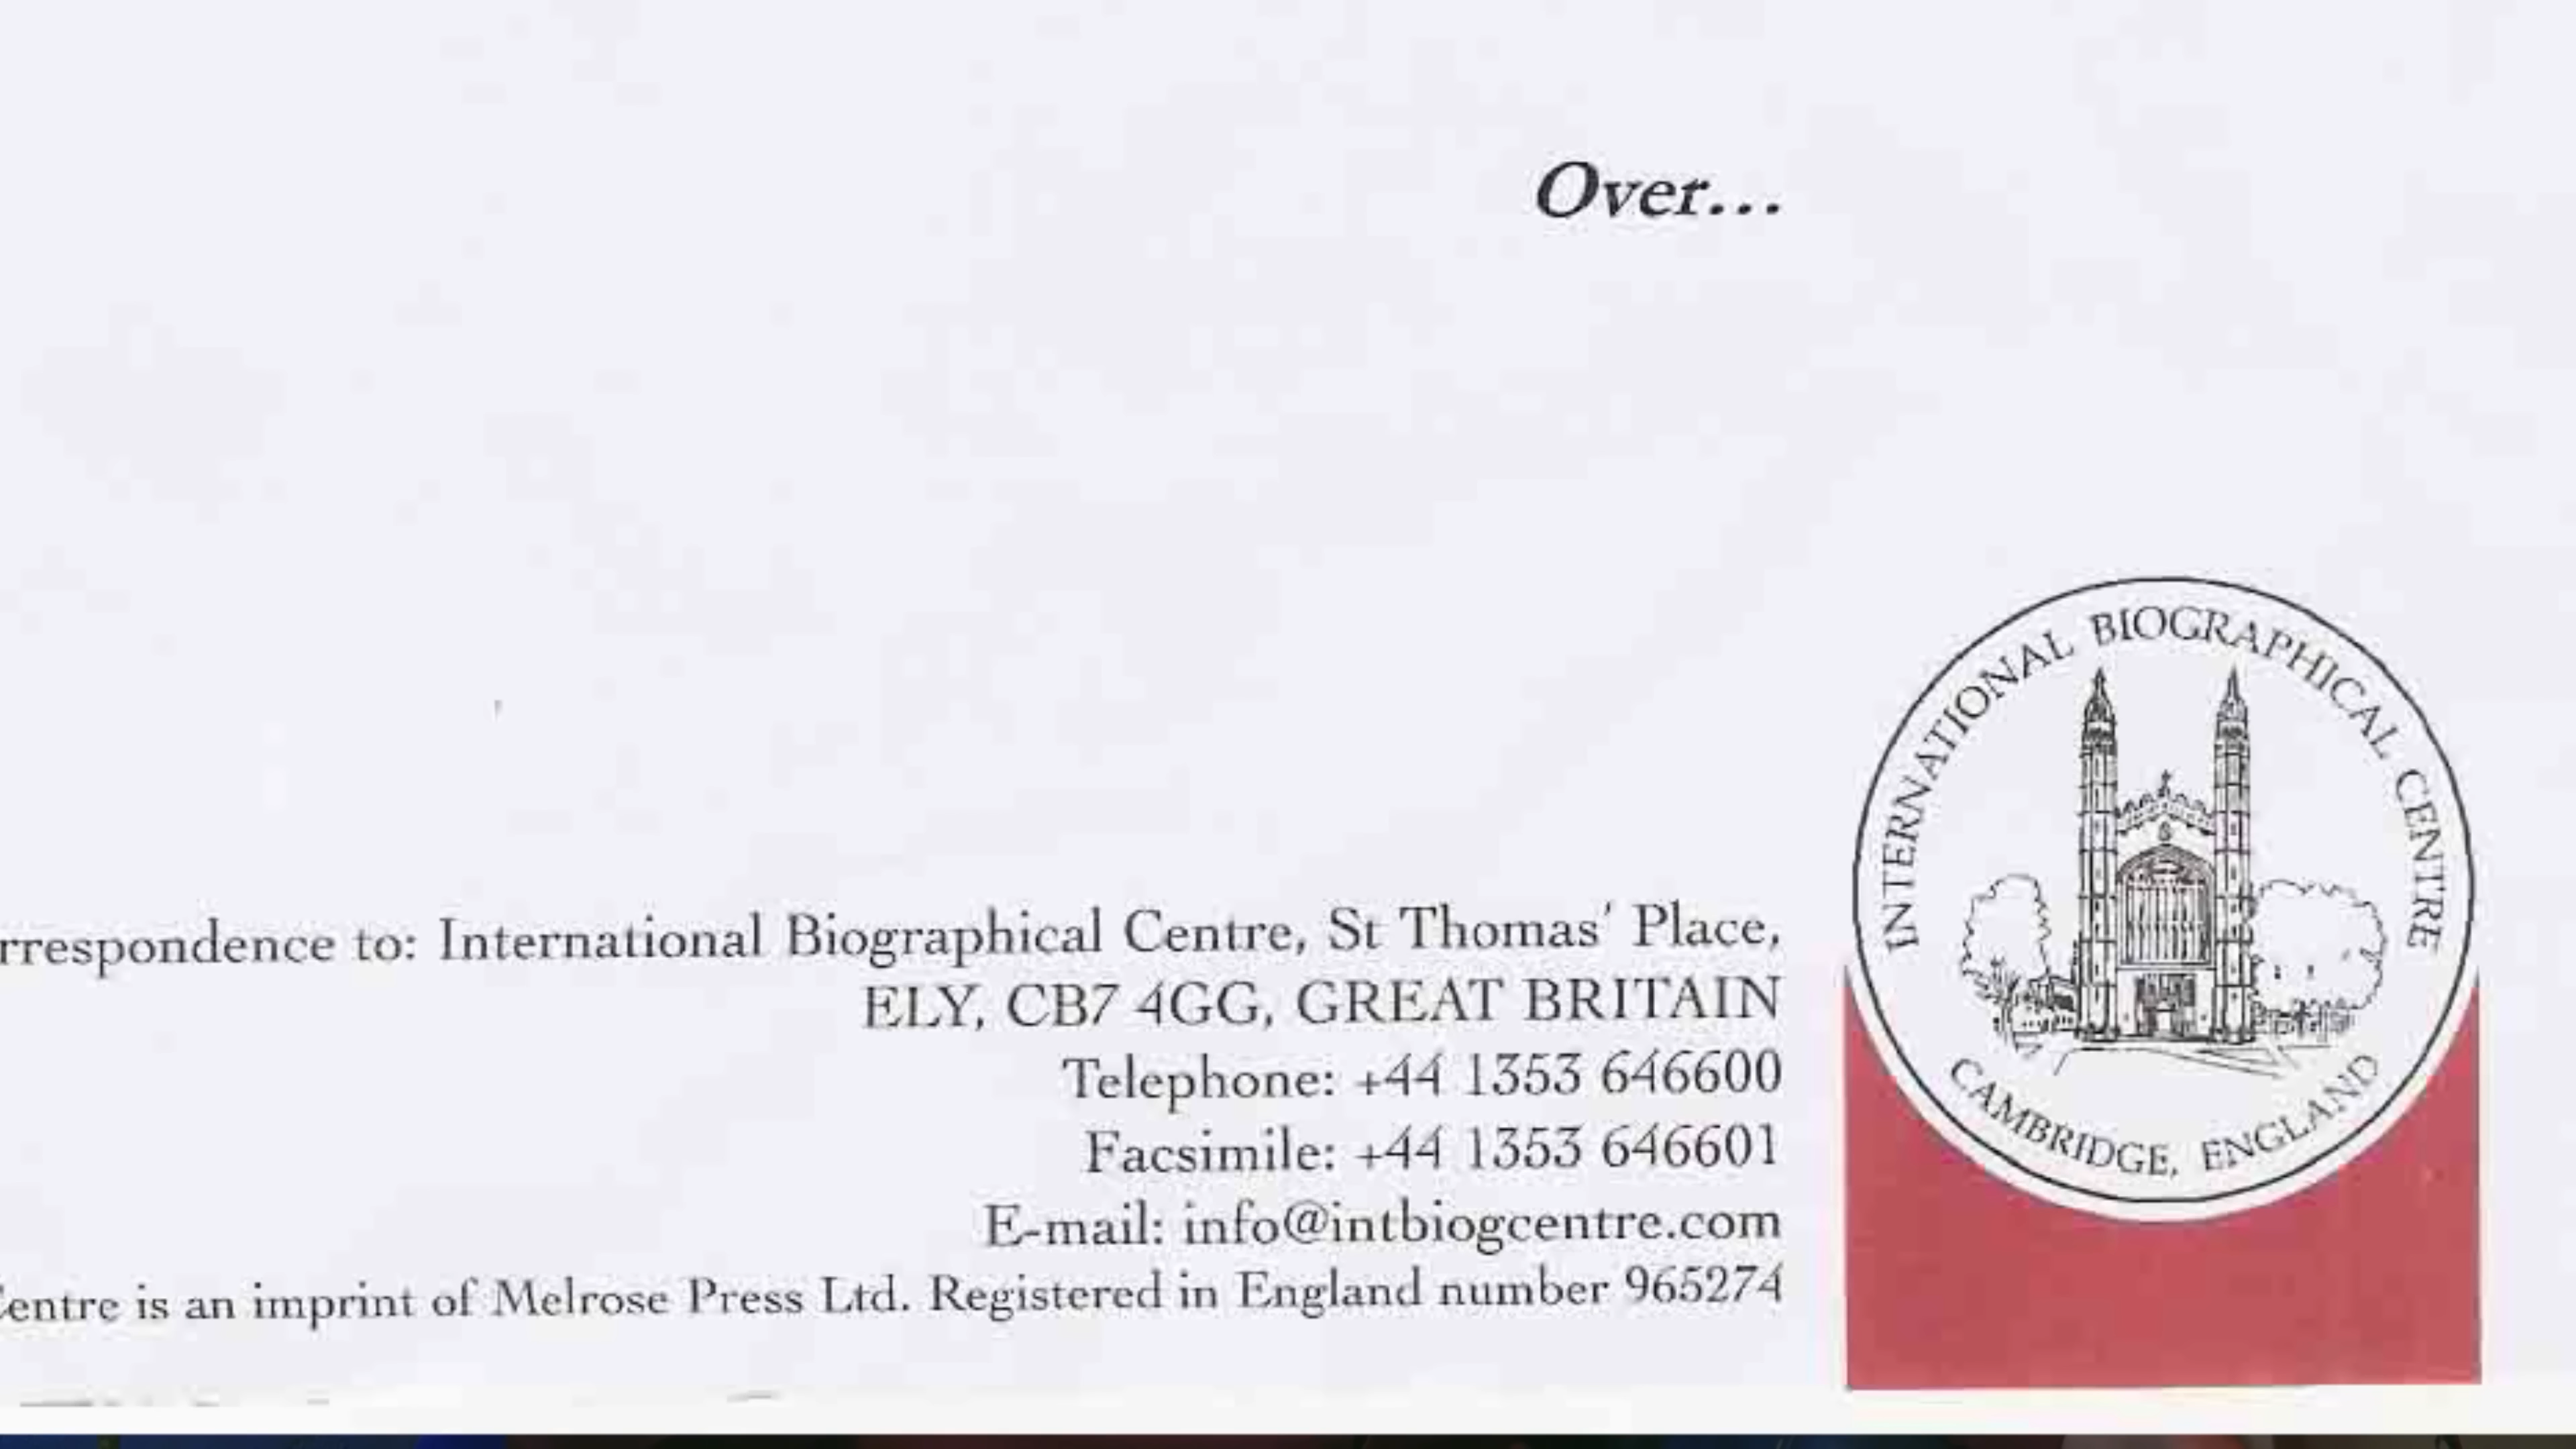 Over...
INTERNATIONAL BIOGRAPHICAL CENTRE
CAMBRIDGE, ENGLAND
rrespondence to: International Biographical Centre, St Thomas' Place,
ELY, CB7 4GG, GREAT BRITAIN
Telephone: +44 1353 646600
Facsimile: +44 1353 646601
E-mail: info@intbiogcentre.com
Centre is an imprint of Melrose Press Ltd. Registered in England number 965274